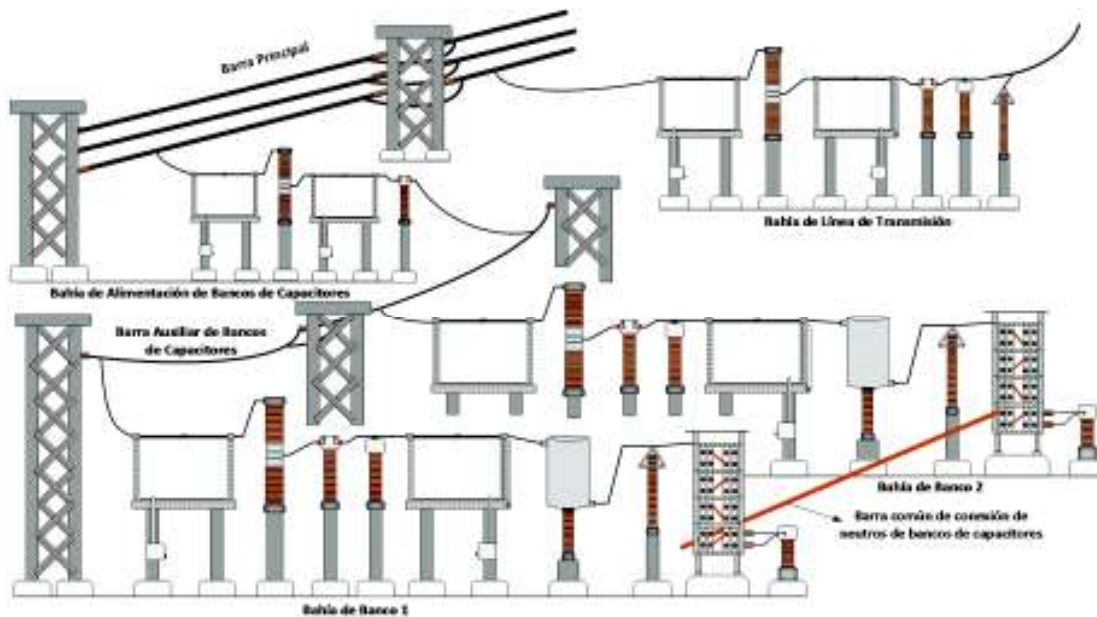 Barra Principal
Bahía de Línea de Transmisión
Bahía de Alimentación de Bancos de Capacitores
Barra Auxiliar de Bancos
de Capacitores
Bahía de Banco 2
Barra común de conexión de
neutros de bancos de capacitores
Bahía de Banco 1